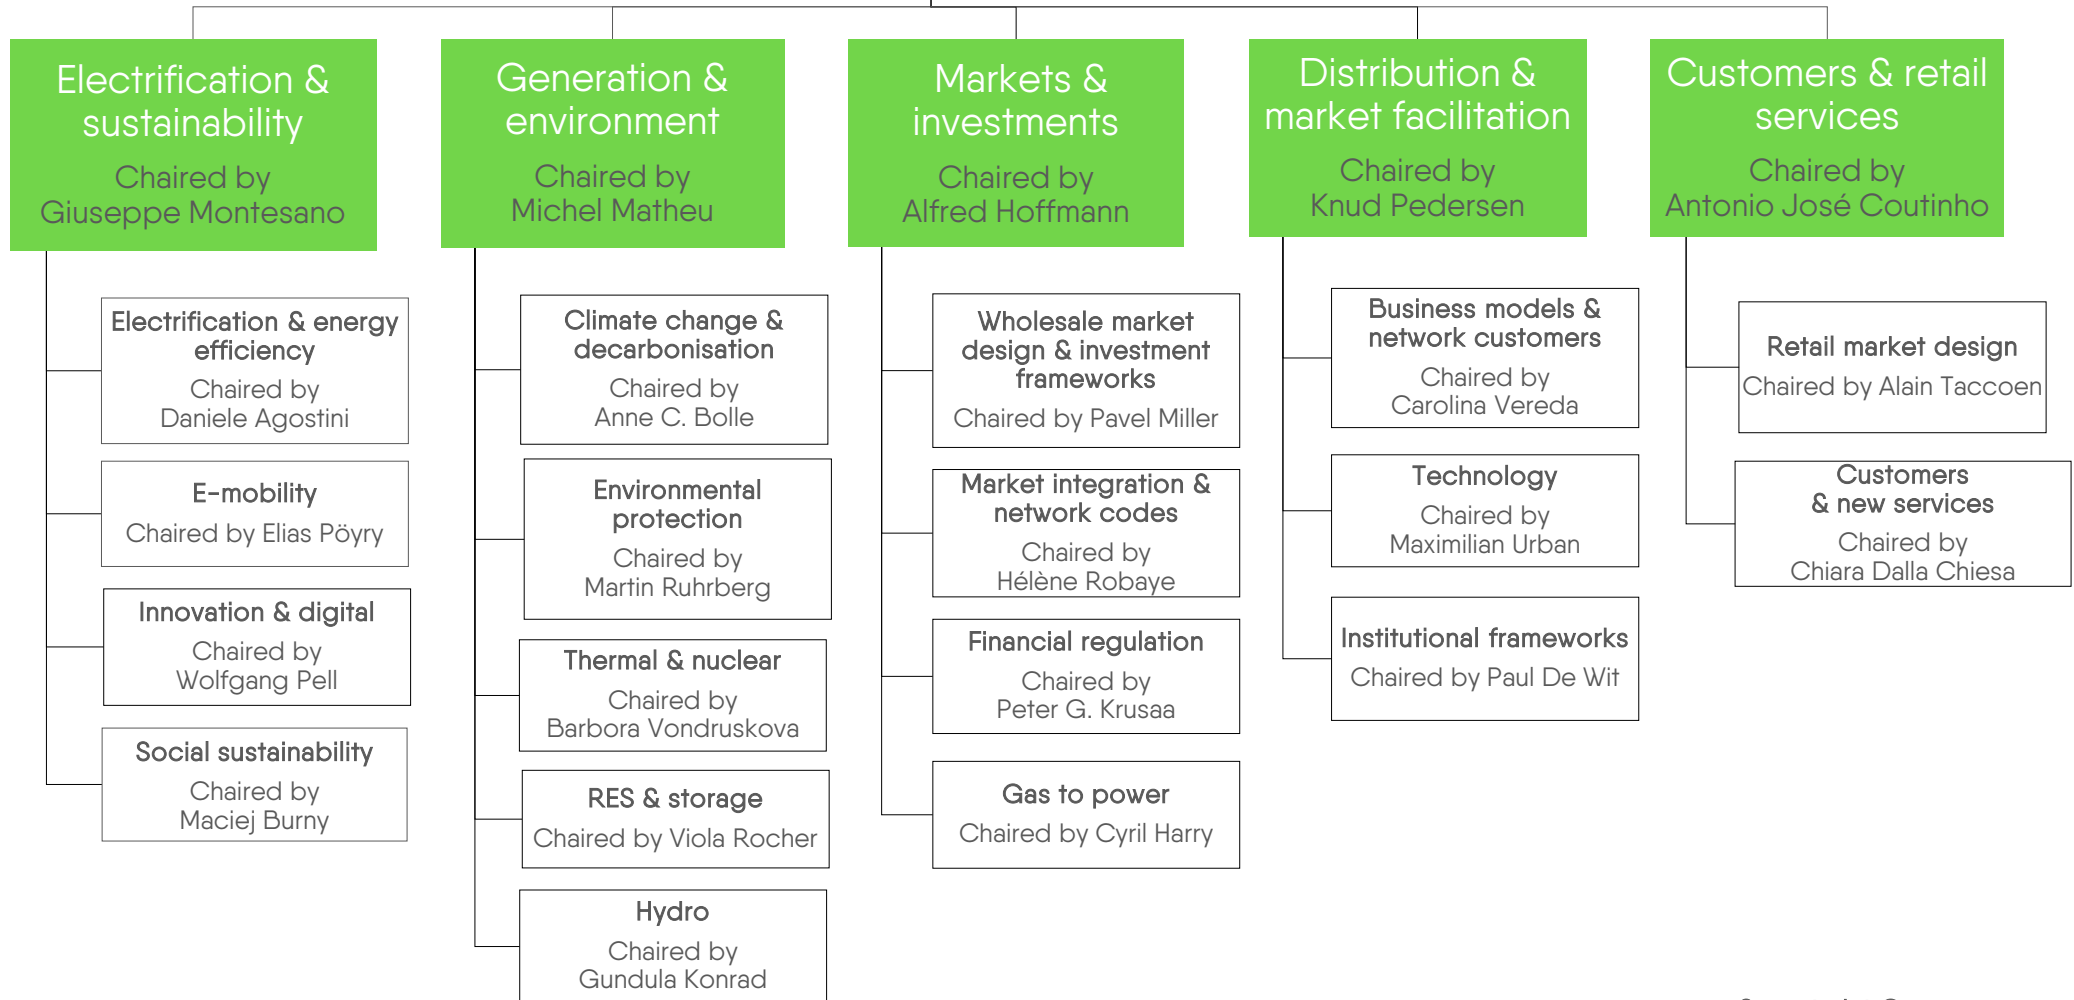 Electrification &
sustainability
Chaired by
Giuseppe Montesano
Electrification & energy
efficiency
Chaired by
Daniele Agostini
E-mobility
Chaired by Elias Pöyry
Innovation & digital
Chaired by
Wolfgang Pell
Social sustainability
Chaired by
Maciej Burny
Generation &
environment
Chaired by
Michel Matheu
Climate change &
decarbonisation
Chaired by
Anne C. Bolle
Environmental
protection
Chaired by
Martin Ruhrberg
Thermal & nuclear
Chaired by
Barbora Vondruskova
RES & storage
Chaired by Viola Rocher
Hydro
Chaired by
Gundula Konrad
Markets &
investments
Chaired by
Alfred Hoffmann
Wholesale market
design & investment
frameworks
Chaired by Pavel Miller
Market integration &
network codes
Chaired by
Hélène Robaye
Financial regulation
Chaired by
Peter G. Krusaa
Gas to power
Chaired by Cyril Harry
Distribution &
market facilitation
Chaired by
Knud Pedersen
Business models &
network customers
Chaired by
Carolina Vereda
Technology
Chaired by
Maximilian Urban
Institutional frameworks
Chaired by Paul De Wit
Customers & retail
services
Chaired by
Antonio José Coutinho
Retail market design
Chaired by Alain Taccoen
Customers
& new services
Chaired by
Chiara Dalla Chiesa